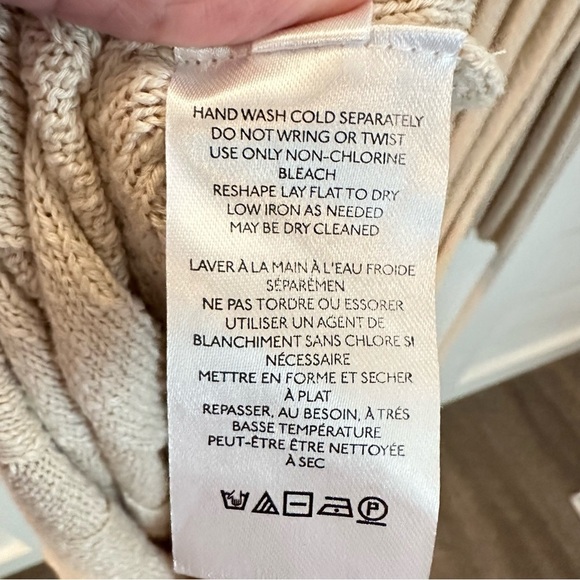 HAND WASH COLD SEPARATELY
DO NOT WRING OR TWIST
USE ONLY NON-CHLORINE
BLEACH
RESHAPE LAY FLAT TO DRY
LOW IRON AS NEEDED
MAY BE DRY CLEANED
LAVER À LA MAIN À L'EAU FROIDE
SÉPARÉMEN
NE PAS TORDRE OU ESSORER
UTILISER UN AGENT DE
BLANCHIMENT SANS CHLORE SI
NÉCESSAIRE
METTRE EN FORME ET SECHER
À PLAT
REPASSER, AU BESOIN, À TRÉS
BASSE TEMPÉRATURE
PEUT-ÊTRE ÊTRE NETTOYÉE
À SEC
P